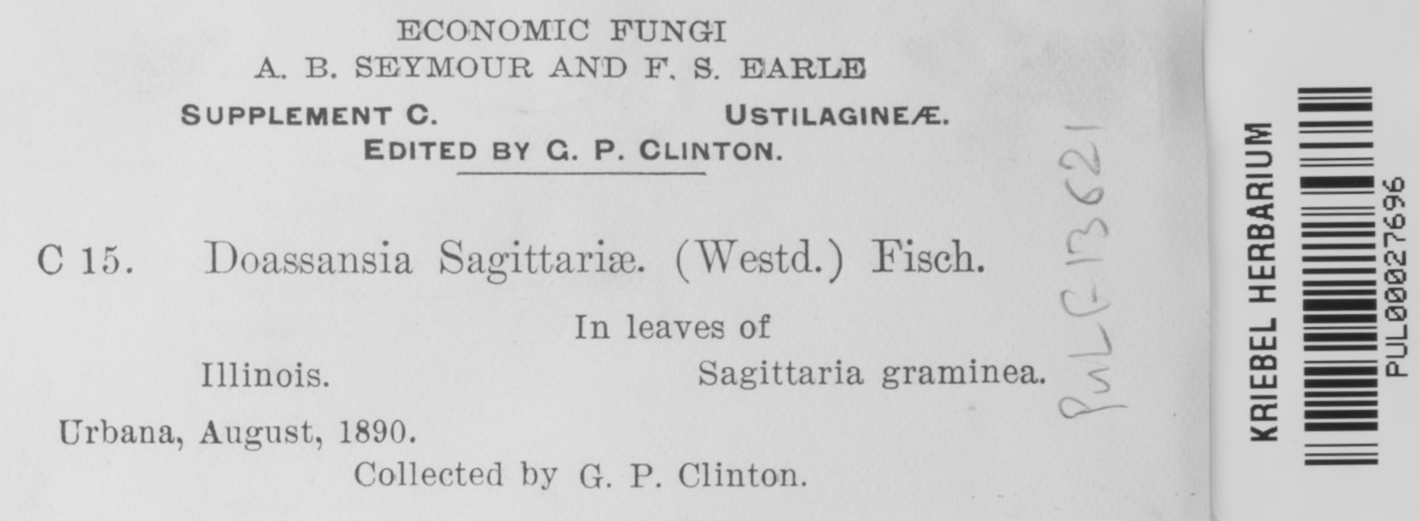 ECONOMIC FUNGI
A. B. SEYMOUR AND F. S. EARLE
SUPPLEMENT C. USTILAGINEÆ.
EDITED BY G. P. CLINTON.
C 15. Doassansia Sagittariæ. (Westd.) Fisch.
In leaves of
Illinois. Sagittaria graminea.
Urbana, August, 1890.
Collected by G. P. Clinton.
PULF 13621
KRIEBEL HERBARIUM
PUL00027696